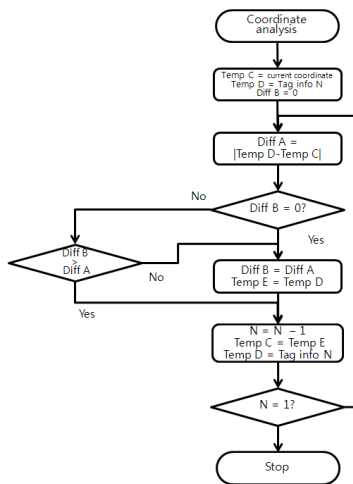 Coordinate
analysis
Temp C = current coordinate
Temp D = Tag info N
Diff B = 0
Diff A =
|Temp D-Temp C|
No
Diff B = 0?
Yes
Diff B
>
Diff A
No
Diff B = Diff A
Temp E = Temp D
Yes
N = N - 1
Temp C = Temp E
Temp D = Tag info N
N = 1?
Stop